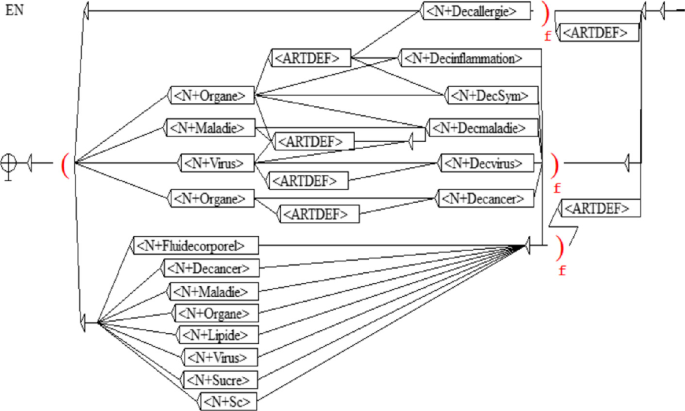 EN
<N+Decallergie>
)
f
<ARTDEF>
<ARTDEF>
<N+Decinflammation>
<N+Organe>
<N+DecSym>
<N+Maladie>
<N+Decmaladie>
<ARTDEF>
(
<N+Virus>
<N+Decvirus>
)
f
<ARTDEF>
<N+Organe>
<N+Decancer>
<ARTDEF>
<ARTDEF>
<N+Fluidecorporel>
)
f
<N+Decancer>
<N+Maladie>
<N+Organe>
<N+Lipide>
<N+Virus>
<N+Sucre>
<N+Sc>